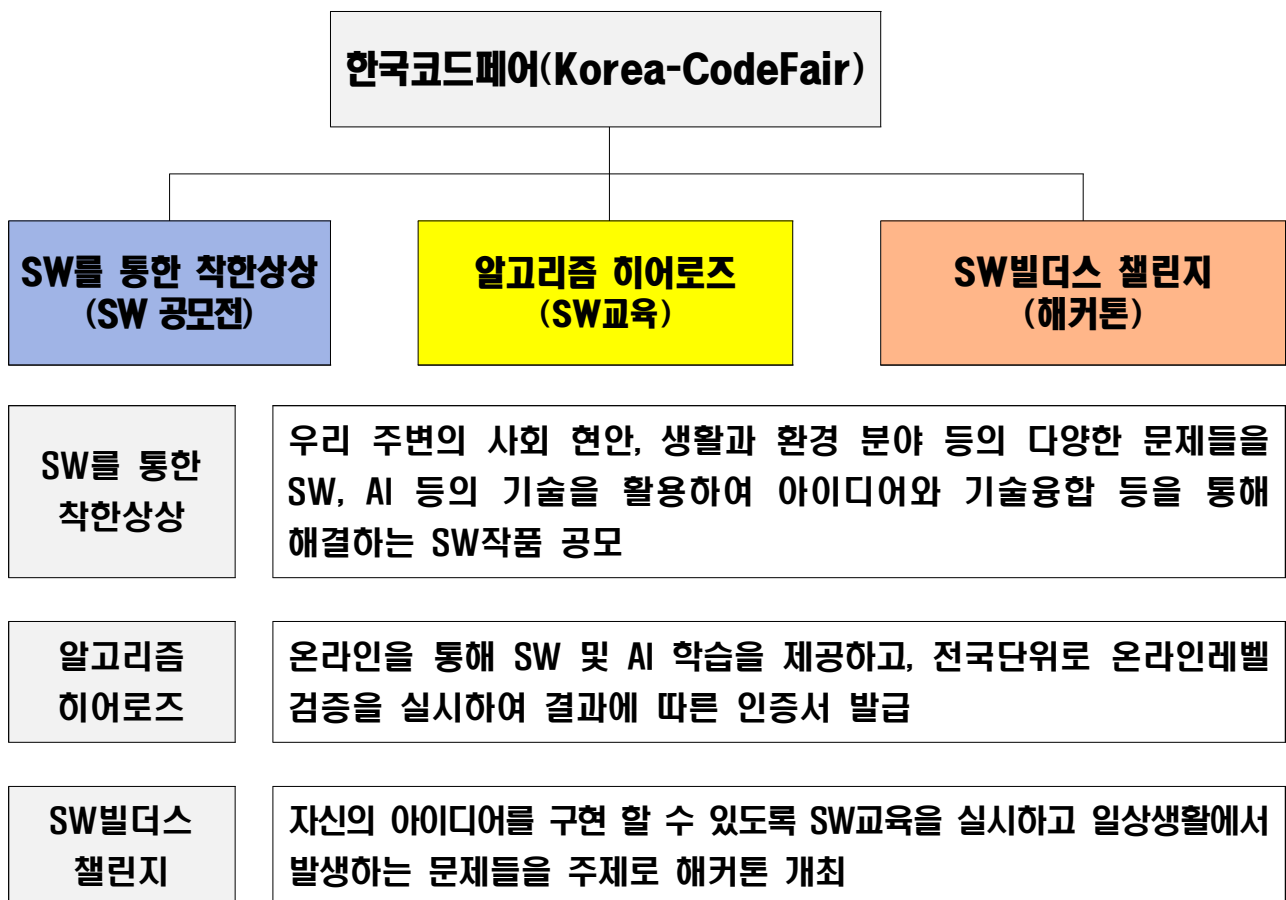 한국코드페어(Korea-CodeFair)
SW를 통한 착한상상
(SW 공모전)
알고리즘 히어로즈
(SW교육)
SW빌더스 챌린지
(해커톤)
SW를 통한
착한상상
우리 주변의 사회 현안, 생활과 환경 분야 등의 다양한 문제들을
SW, AI 등의 기술을 활용하여 아이디어와 기술융합 등을 통해
해결하는 SW작품 공모
알고리즘
히어로즈
온라인을 통해 SW 및 AI 학습을 제공하고, 전국단위로 온라인레벨
검증을 실시하여 결과에 따른 인증서 발급
SW빌더스
챌린지
자신의 아이디어를 구현 할 수 있도록 SW교육을 실시하고 일상생활에서
발생하는 문제들을 주제로 해커톤 개최